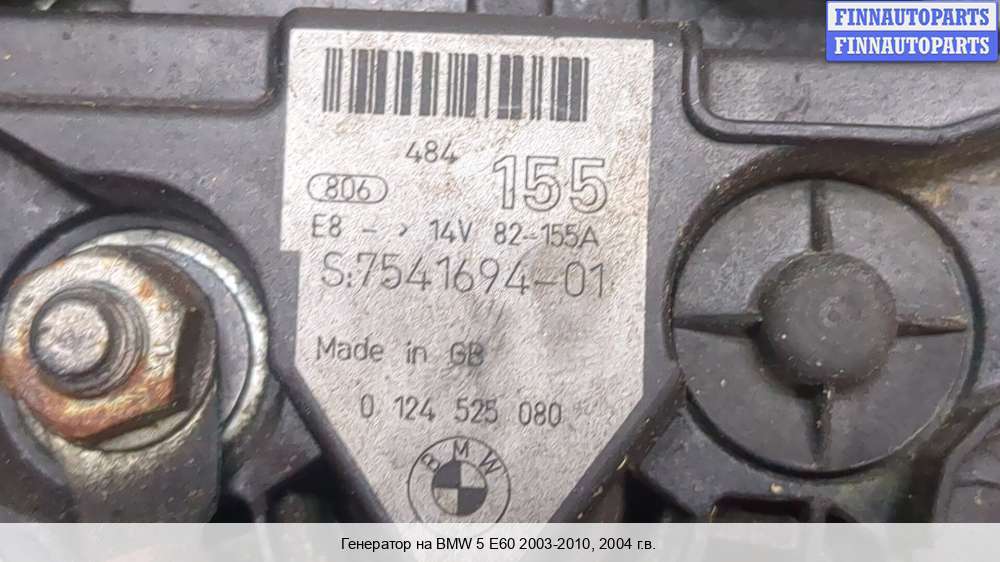 FINNAUTOPARTS
FINNAUTOPARTS
484
155
806
E8 - > 14V 82-155A
S:7541694-01
Made in GB
0 124 525 080
BMW
Генератор на BMW 5 E60 2003-2010, 2004 г.в.